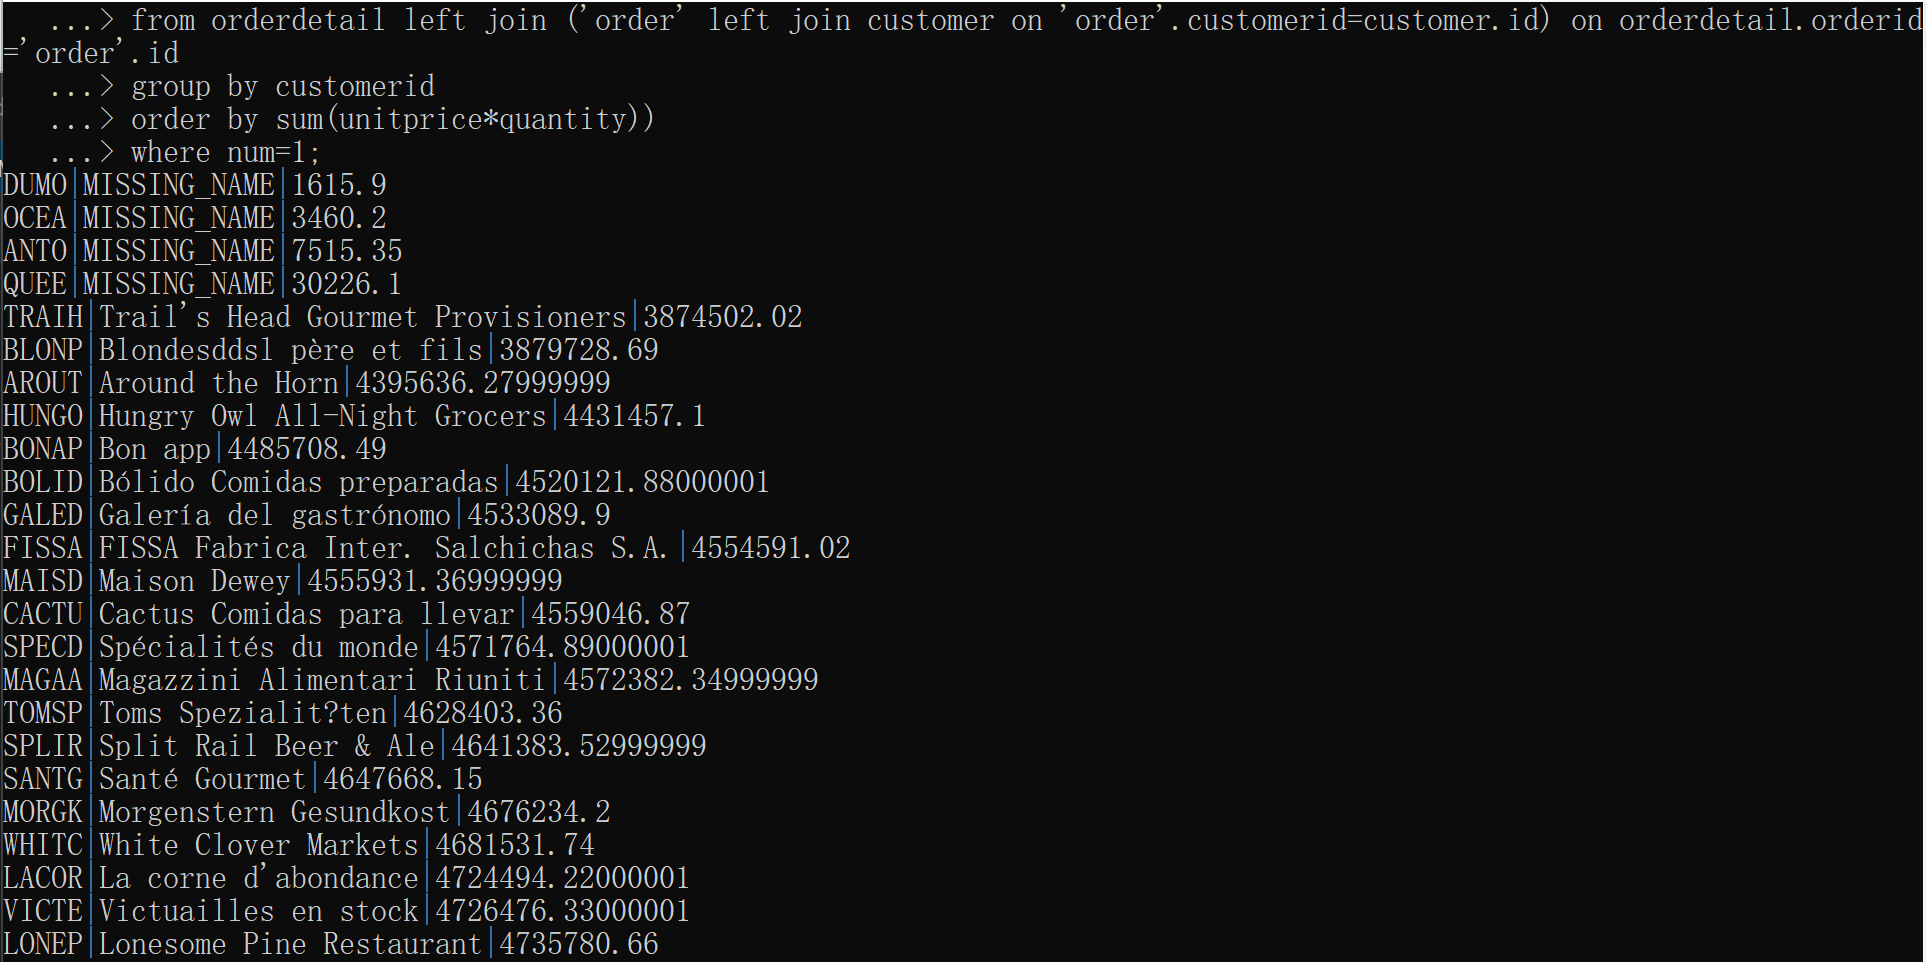 ...> from orderdetail left join ('order' left join customer on 'order'.customerid=customer.id) on orderdetail.orderid
='order'.id
...> group by customerid
...> order by sum(unitprice*quantity))
...> where num=1;
DUMO|MISSING_NAME|1615.9
OCEA|MISSING_NAME|3460.2
ANTO|MISSING_NAME|7515.35
QUEE|MISSING_NAME|30226.1
TRAIH|Trail's Head Gourmet Provisioners|3874502.02
BLONP|Blondesddsl père et fils|3879728.69
AROUT|Around the Horn|4395636.27999999
HUNGO|Hungry Owl All-Night Grocers|4431457.1
BONAP|Bon app|4485708.49
BOLID|Bólido Comidas preparadas|4520121.88000001
GALED|Galería del gastrónomo|4533089.9
FISSA|FISSA Fabrica Inter. Salchichas S.A.|4554591.02
MAISD|Maison Dewey|4555931.36999999
CACTU|Cactus Comidas para llevar|4559046.87
SPECD|Spécialités du monde|4571764.89000001
MAGAA|Magazzini Alimentari Riuniti|4572382.34999999
TOMSP|Toms Spezialit?ten|4628403.36
SPLIR|Split Rail Beer & Ale|4641383.52999999
SANTG|Santé Gourmet|4647668.15
MORGK|Morgenstern Gesundkost|4676234.2
WHITC|White Clover Markets|4681531.74
LACOR|La corne d'abondance|4724494.22000001
VICTE|Victuailles en stock|4726476.33000001
LONEP|Lonesome Pine Restaurant|4735780.66